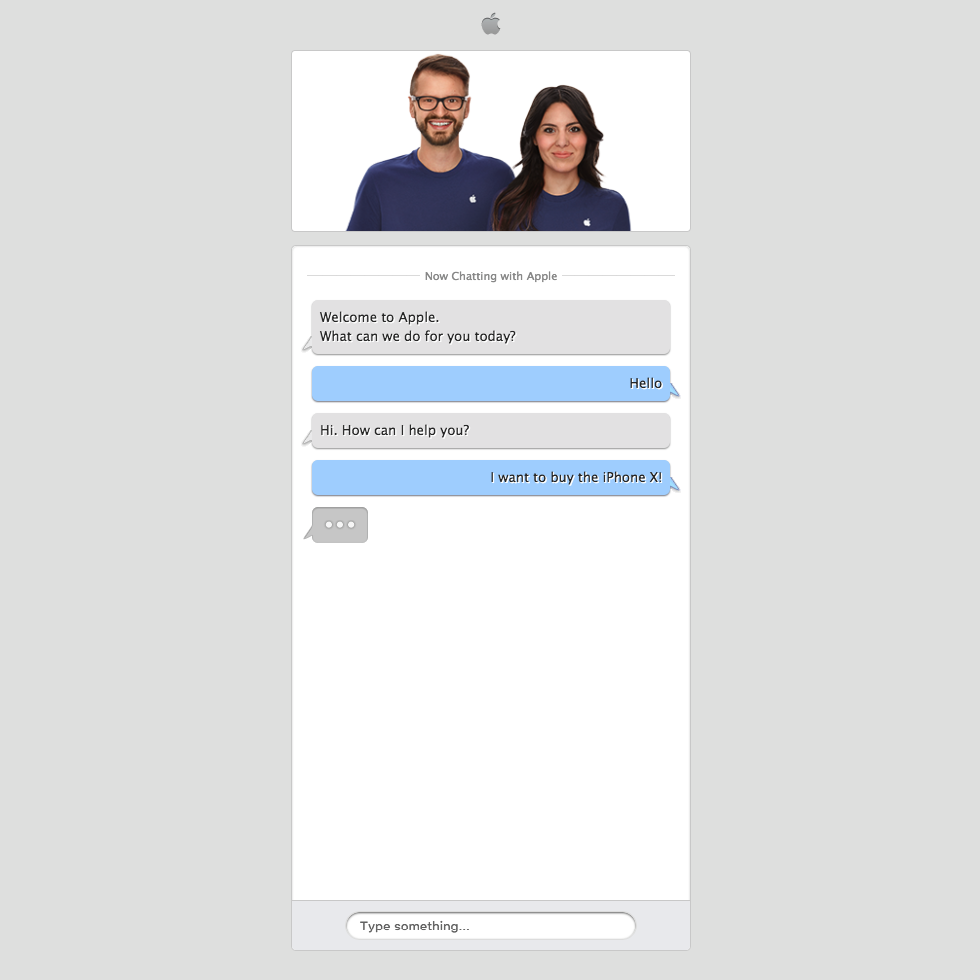 Now Chatting with Apple
Welcome to Apple.
What can we do for you today?
Hello
Hi. How can I help you?
I want to buy the iPhone X!
Type something...